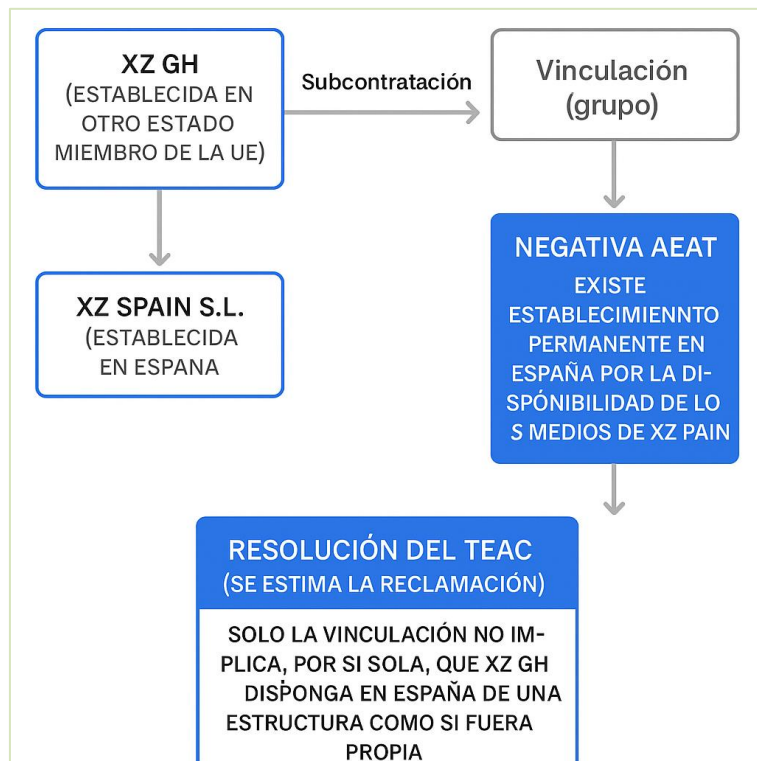 XZ GH
(ESTABLECIDA EN
OTRO ESTADO
MIEMBRO DE LA UE)
Subcontratación
Vinculación
(grupo)
XZ SPAIN S.L.
(ESTABLECIDA
EN ESPANA
NEGATIVA AEAT
EXISTE
ESTABLECIMIENNTO
PERMANENTE EN
ESPAÑA POR LA DI-
SPÓNIBILIDAD DE LO
S MEDIOS DE XZ PAIN
RESOLUCIÓN DEL TEAC
(SE ESTIMA LA RECLAMACIÓN)
SOLO LA VINCULACIÓN NO IM-
PLICA, POR SI SOLA, QUE XZ GH
DISPONGA EN ESPAÑA DE UNA
ESTRUCTURA COMO SI FUERA
PROPIA